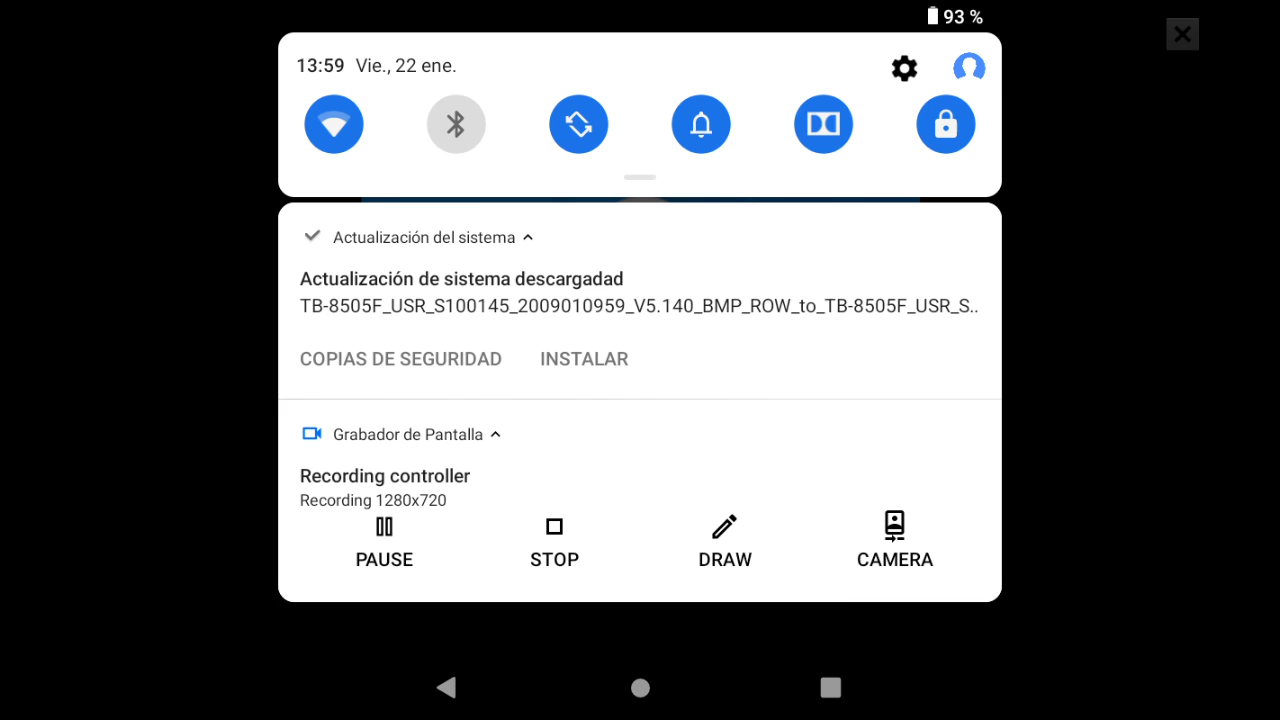 93 %
13:59 Vie., 22 ene.
Actualización del sistema
Actualización de sistema descargadad
TB-8505F_USR_S100145_2009010959_V5.140_BMP_ROW_to_TB-8505F_USR_S..
COPIAS DE SEGURIDAD INSTALAR
Grabador de Pantalla
Recording controller
Recording 1280x720
PAUSE STOP DRAW CAMERA